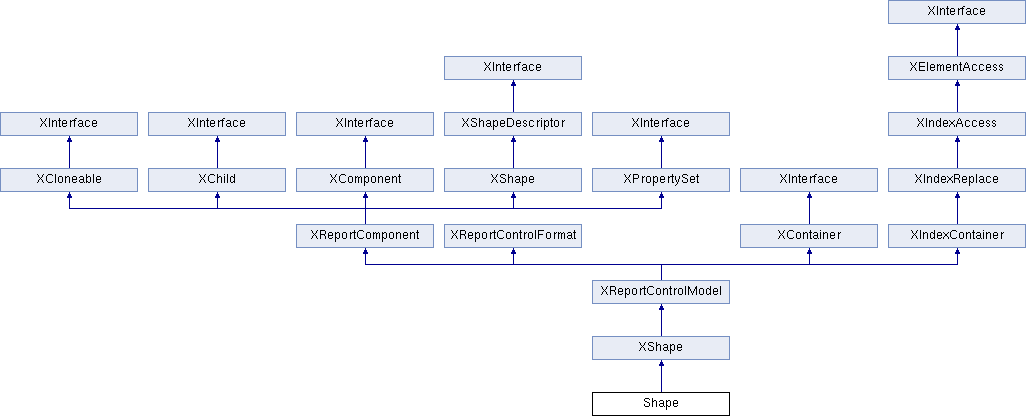 XInterface
XInterface
XElementAccess
XInterface
XInterface
XInterface
XShapeDescriptor
XInterface
XIndexAccess
XCloneable
XChild
XComponent
XShape
XPropertySet
XInterface
XIndexReplace
XReportComponent
XReportControlFormat
XContainer
XIndexContainer
XReportControlModel
XShape
Shape